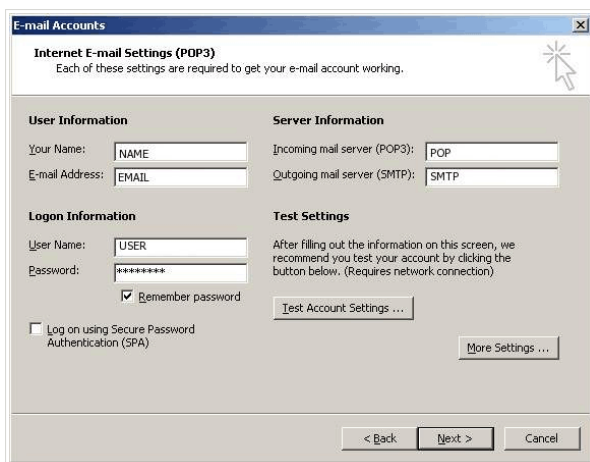 E-mail Accounts
Internet E-mail Settings (POP3)
Each of these settings are required to get your e-mail account working.
User Information
Your Name: NAME
E-mail Address: EMAIL
Server Information
Incoming mail server (POP3): POP
Outgoing mail server (SMTP): SMTP
Logon Information
User Name: USER
Password: ********
Remember password
Log on using Secure Password
Authentication (SPA)
Test Settings
After filling out the information on this screen, we
recommend you test your account by clicking the
button below. (Requires network connection)
Test Account Settings ...
More Settings ...
< Back
Next >
Cancel